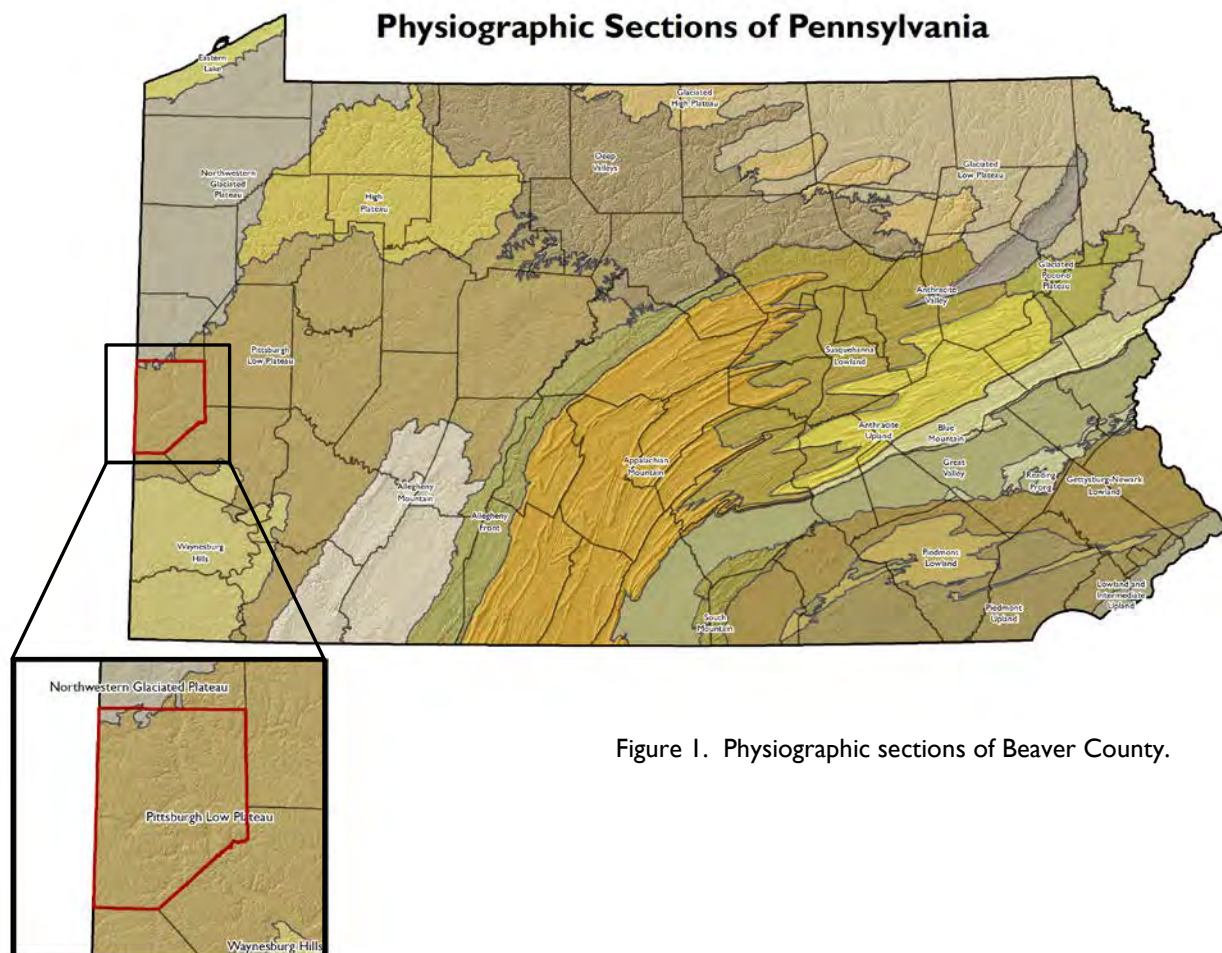 Physiographic Sections of Pennsylvania
Eastern
Lake
Glaciated
High Plateau
Deep
Valleys
Northwestern
Glaciated
Plateau
Glaciated
Low Plateau
High
Plateau
Glaciated
Pocono
Plateau
Anthracite
Valley
Pittsburgh
Low Plateau
Susquehanna
Lowland
Anthracite
Upland
Blue
Mountain
Appalachian
Mountain
Great
Valley
Reading
Prong
Gettysburg-Newark
Lowland
Allegheny
Mountain
Allegheny
Front
Waynesburg
Hills
Piedmont
Lowland
Lowland and
Intermediate
Upland
South
Mountain
Piedmont
Upland
Northwestern Glaciated Plateau
Pittsburgh Low Plateau
Waynesburg Hills
Figure 1. Physiographic sections of Beaver County.